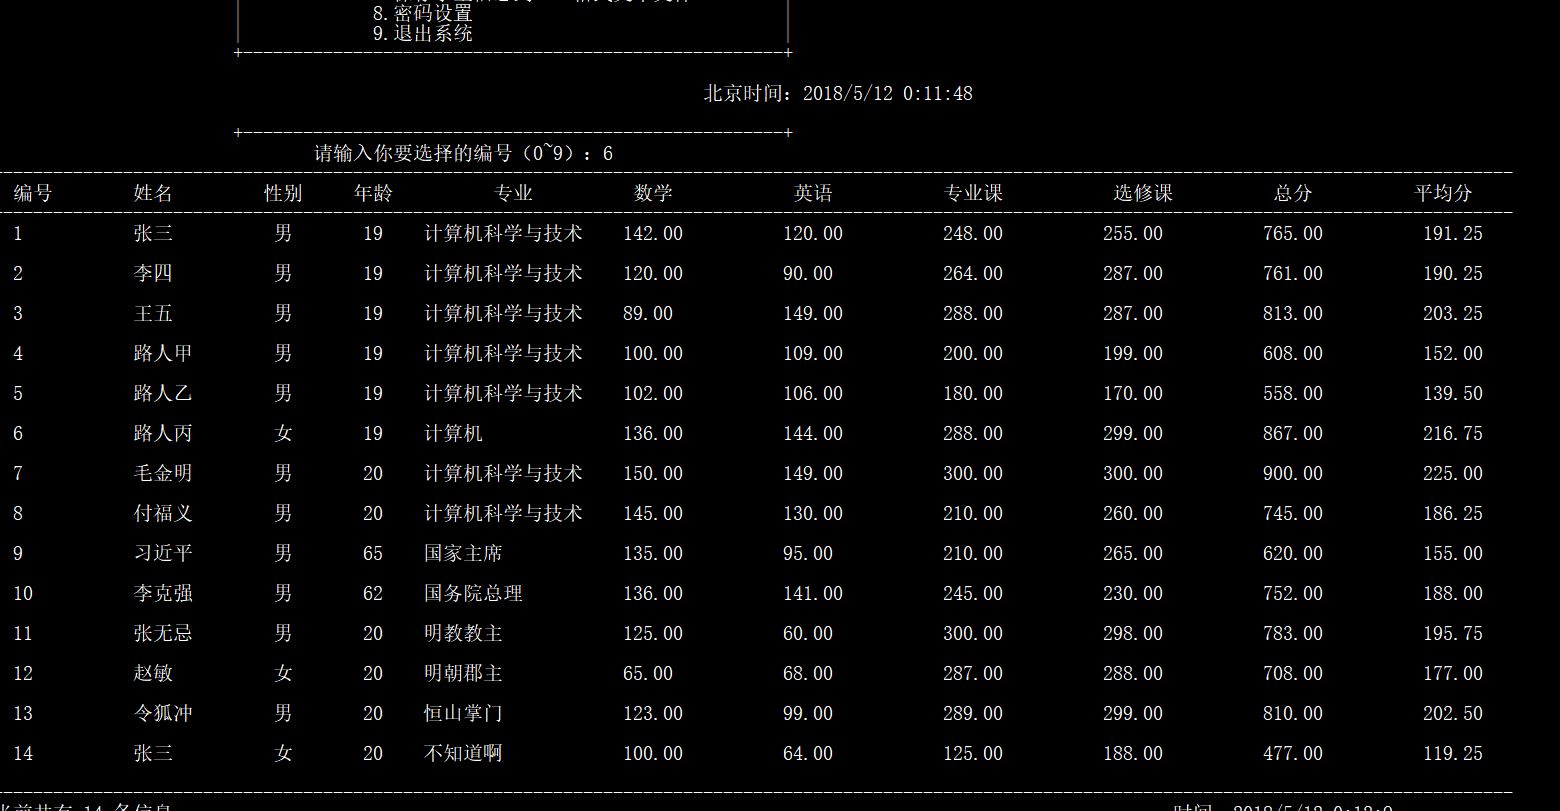 8.密码设置
9.退出系统
北京时间：2018/5/12 0:11:48
请输入你要选择的编号（0~9）：6
编号 姓名 性别 年龄 专业 数学 英语 专业课 选修课 总分 平均分
1 张三 男 19 计算机科学与技术 142.00 120.00 248.00 255.00 765.00 191.25
2 李四 男 19 计算机科学与技术 120.00 90.00 264.00 287.00 761.00 190.25
3 王五 男 19 计算机科学与技术 89.00 149.00 288.00 287.00 813.00 203.25
4 路人甲 男 19 计算机科学与技术 100.00 109.00 200.00 199.00 608.00 152.00
5 路人乙 男 19 计算机科学与技术 102.00 106.00 180.00 170.00 558.00 139.50
6 路人丙 女 19 计算机 136.00 144.00 288.00 299.00 867.00 216.75
7 毛金明 男 20 计算机科学与技术 150.00 149.00 300.00 300.00 900.00 225.00
8 付福义 男 20 计算机科学与技术 145.00 130.00 210.00 260.00 745.00 186.25
9 习近平 男 65 国家主席 135.00 95.00 210.00 265.00 620.00 155.00
10 李克强 男 62 国务院总理 136.00 141.00 245.00 230.00 752.00 188.00
11 张无忌 男 20 明教教主 125.00 60.00 300.00 298.00 783.00 195.75
12 赵敏 女 20 明朝郡主 65.00 68.00 287.00 288.00 708.00 177.00
13 令狐冲 男 20 恒山掌门 123.00 99.00 289.00 299.00 810.00 202.50
14 张三 女 20 不知道啊 100.00 64.00 125.00 188.00 477.00 119.25